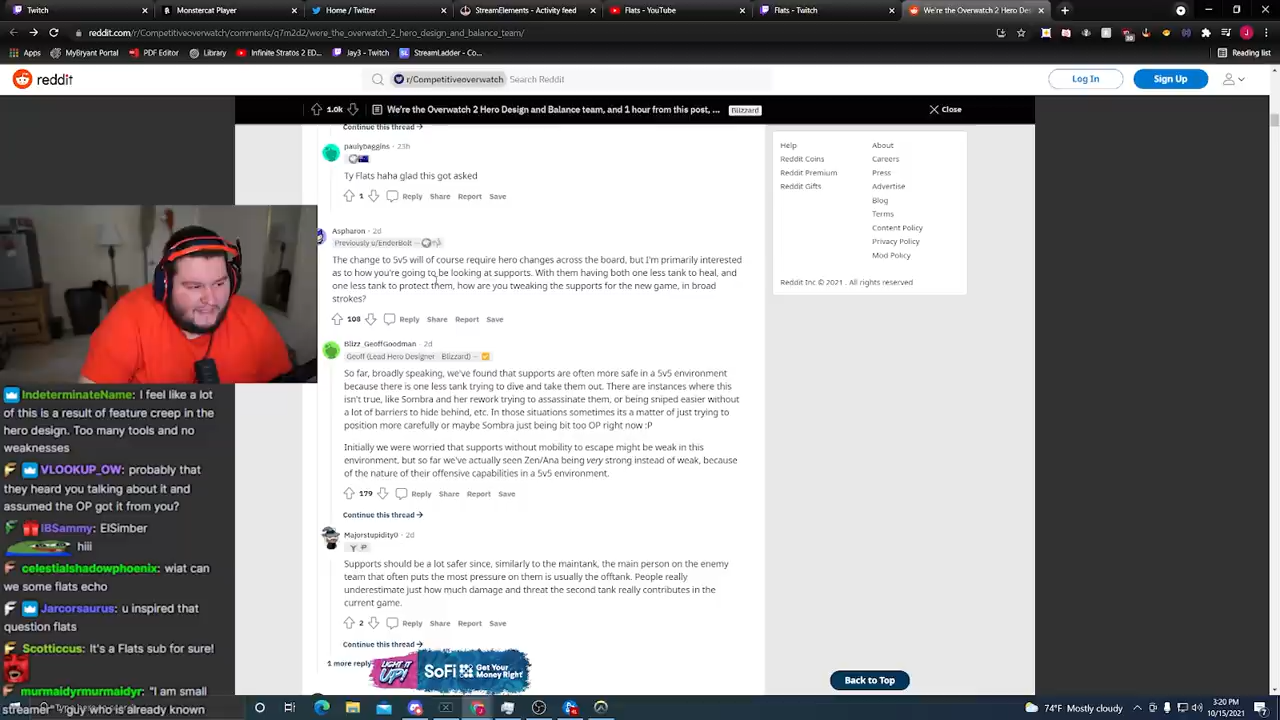 Twitch
Monstercat Player
Home / Twitter
StreamElements - Activity feed
Flats - YouTube
Flats - Twitch
We're the Overwatch 2 Hero Des
reddit.com/r/Competitiveoverwatch/comments/q7m2d2/were_the_overwatch_2_hero_design_and_balance_team/
Apps
MyBryant Portal
PDF Editor
Library
Infinite Stratos 2 ED...
Jay3 - Twitch
StreamLadder - Co...
Reading list
reddit
r/Competitiveoverwatch
Search Reddit
Log In
Sign Up
1.0k
We're the Overwatch 2 Hero Design and Balance team, and 1 hour from this post, ...
Blizzard
Close
Continue this thread
paulybaggins · 23h
Ty Flats haha glad this got asked
1
Reply Share Report Save
Aspharon · 2d
Previously u/EnderBolt —
The change to 5v5 will of course require hero changes across the board, but I'm primarily interested
as to how you're going to be looking at supports. With them having both one less tank to heal, and
one less tank to protect them, how are you tweaking the supports for the new game, in broad
strokes?
108
Reply Share Report Save
Blizz_GeoffGoodman · 2d
Geoff (Lead Hero Designer - Blizzard) —
So far, broadly speaking, we've found that supports are often more safe in a 5v5 environment
because there is one less tank trying to dive and take them out. There are instances where this
isn't true, like Sombra and her rework trying to assassinate them, or being sniped easier without
a lot of barriers to hide behind, etc. In those situations sometimes its a matter of just trying to
position more carefully or maybe Sombra just being bit too OP right now :P
Initially we were worried that supports without mobility to escape might be weak in this
environment, but so far we've actually seen Zen/Ana being very strong instead of weak, because
of the nature of their offensive capabilities in a 5v5 environment.
179
Reply Share Report Save
Continue this thread
Majorstupidity0 · 2d
Supports should be a lot safer since, similarly to the maintank, the main person on the enemy
team that often puts the most pressure on them is usually the offtank. People really
underestimate just how much damage and threat the second tank really contributes in the
current game.
2
Reply Share Report Save
Continue this thread
1 more reply
LIGHT IT UP!
SoFi
Get Your Money Right
Help
Reddit Coins
Reddit Premium
Reddit Gifts
About
Careers
Press
Advertise
Blog
Terms
Content Policy
Privacy Policy
Mod Policy
Reddit Inc © 2021 . All rights reserved
Back to Top
IndeterminateName: I feel like a lot
of this is a result of feature creep in the
hero design. Too many tools and no
weaknesses
VLOOKUP_OW: probably that
they heard you talking about it and
the OP got it from you?
IBSammy: ElSimber
hiii
celestialshadowphoenix: wiat can
we some flats echo
Jarcorsaurus: u inspirated that
question flats
Scotticcus: It's a Flats sub for sure!
murmaidyrmurmaidyr: "I am small
streamer" guy who is already known
74°F Mostly cloudy
3:20 PM
10/15/2021